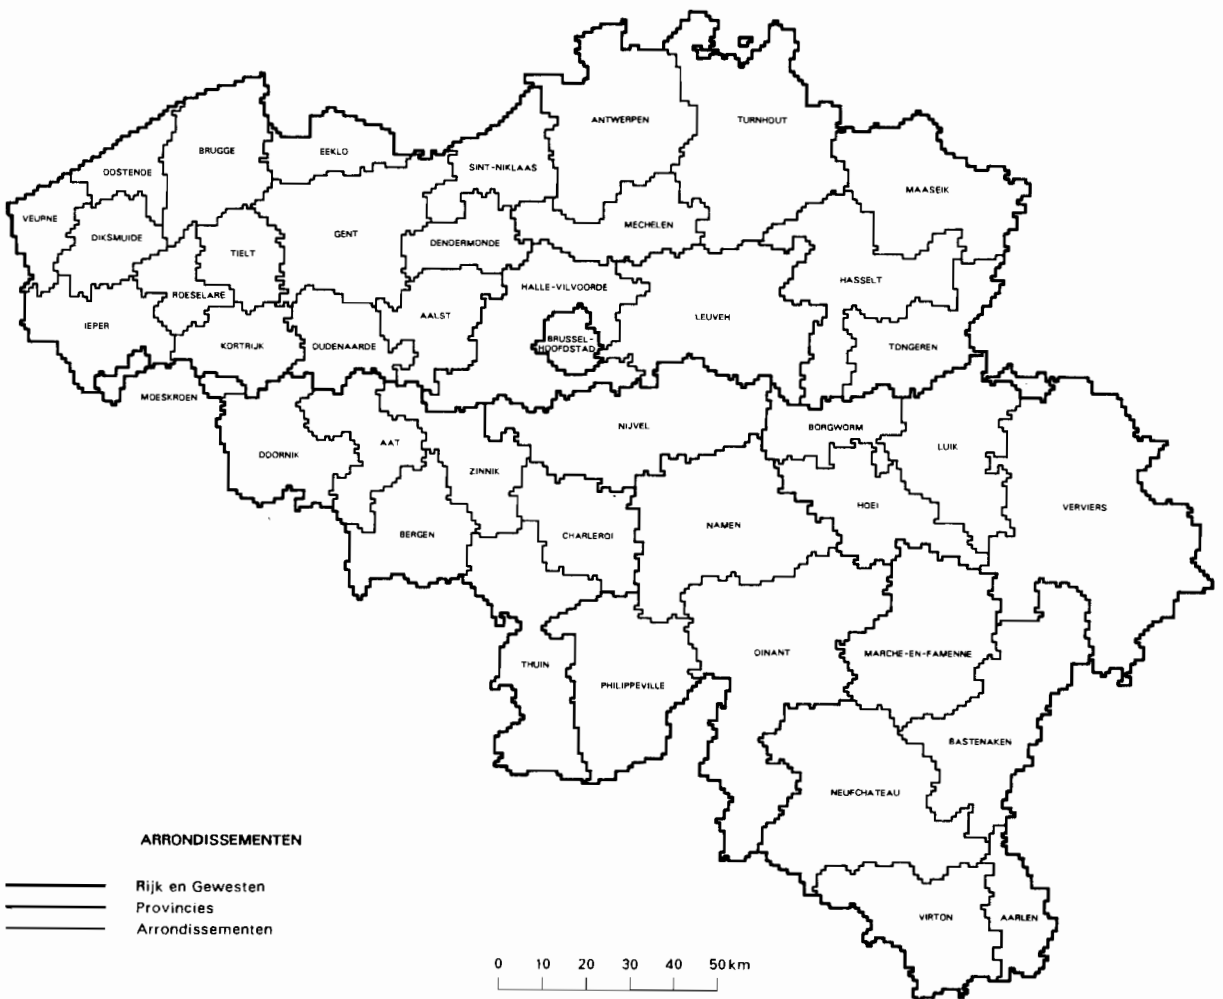 ANTWERPEN
TURNHOUT
BRUGGE
EEKLO
OOSTENDE
SINT-NIKLAAS
MAASEIK
VEURNE
DIKSMUIDE
TIELT
GENT
DENDERMONDE
MECHELEN
HASSELT
ROESELARE
HALLE-VILVOORDE
IEPER
AALST
LEUVEN
KORTRIJK
OUDENAARDE
BRUSSEL-
HOOFDSTAD
TONGEREN
MOESKROEN
NIJVEL
BORGWORM
AAT
DOORNIK
LUIK
ZINNIK
HOEI
VERVIERS
BERGEN
CHARLEROI
NAMEN
DINANT
MARCHE-EN-FAMENNE
THUIN
PHILIPPEVILLE
BASTENAKEN
NEUFCHATEAU
VIRTON
AARLEN
ARRONDISSEMENTEN
Rijk en Gewesten
Provincies
Arrondissementen
0 10 20 30 40 50km